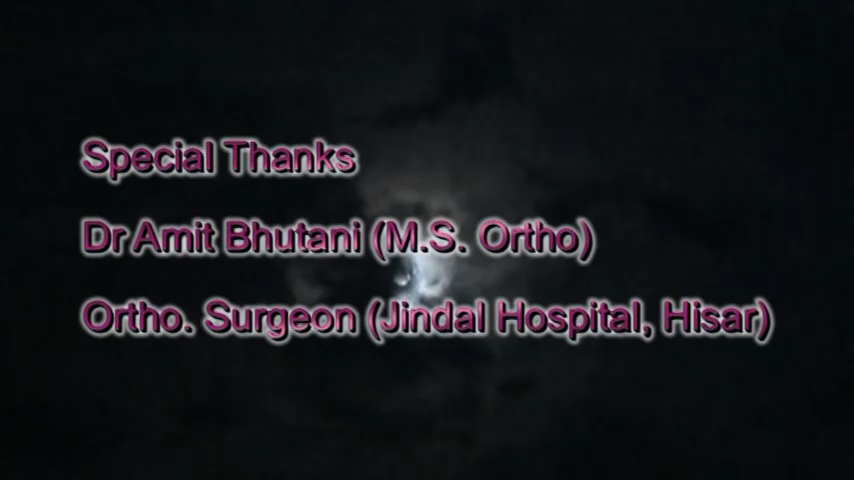 Special Thanks
Dr Amit Bhutani (M.S. Ortho)
Ortho. Surgeon (Jindal Hospital, Hisar)